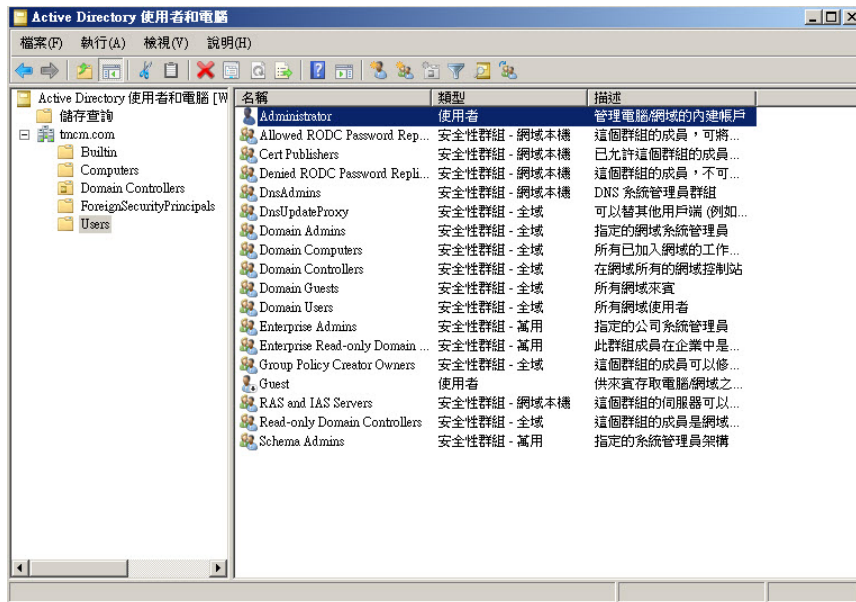 Active Directory 使用者和電腦
檔案(F) 執行(A) 檢視(V) 說明(H)
Active Directory 使用者和電腦 [W
儲存查詢
tmcm.com
Builtin
Computers
Domain Controllers
ForeignSecurityPrincipals
Users
名稱 類型 描述
Administrator 使用者 管理電腦/網域的內建帳戶
Allowed RODC Password Rep... 安全性群組 - 網域本機 這個群組的成員，可將...
Cert Publishers 安全性群組 - 網域本機 已允許這個群組的成員...
Denied RODC Password Repli... 安全性群組 - 網域本機 這個群組的成員，不可...
DnsAdmins 安全性群組 - 網域本機 DNS 系統管理員群組
DnsUpdateProxy 安全性群組 - 全域 可以替其他用戶端 (例如...
Domain Admins 安全性群組 - 全域 指定的網域系統管理員
Domain Computers 安全性群組 - 全域 所有已加入網域的工作...
Domain Controllers 安全性群組 - 全域 在網域所有的網域控制站
Domain Guests 安全性群組 - 全域 所有網域來賓
Domain Users 安全性群組 - 全域 所有網域使用者
Enterprise Admins 安全性群組 - 萬用 指定的公司系統管理員
Enterprise Read-only Domain ... 安全性群組 - 萬用 此群組成員在企業中是...
Group Policy Creator Owners 安全性群組 - 全域 這個群組的成員可以修...
Guest 使用者 供來賓存取電腦/網域之...
RAS and IAS Servers 安全性群組 - 網域本機 這個群組的伺服器可以...
Read-only Domain Controllers 安全性群組 - 全域 這個群組的成員是網域...
Schema Admins 安全性群組 - 萬用 指定的系統管理員架構